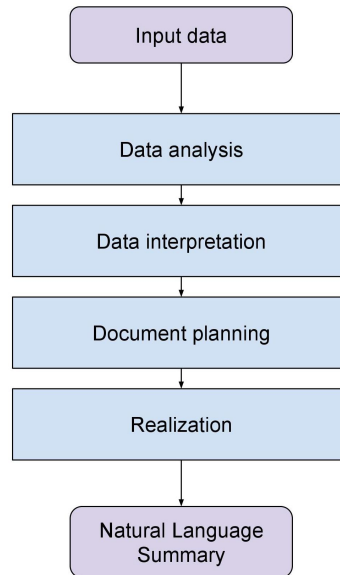 Input data
Data analysis
Data interpretation
Document planning
Realization
Natural Language
Summary